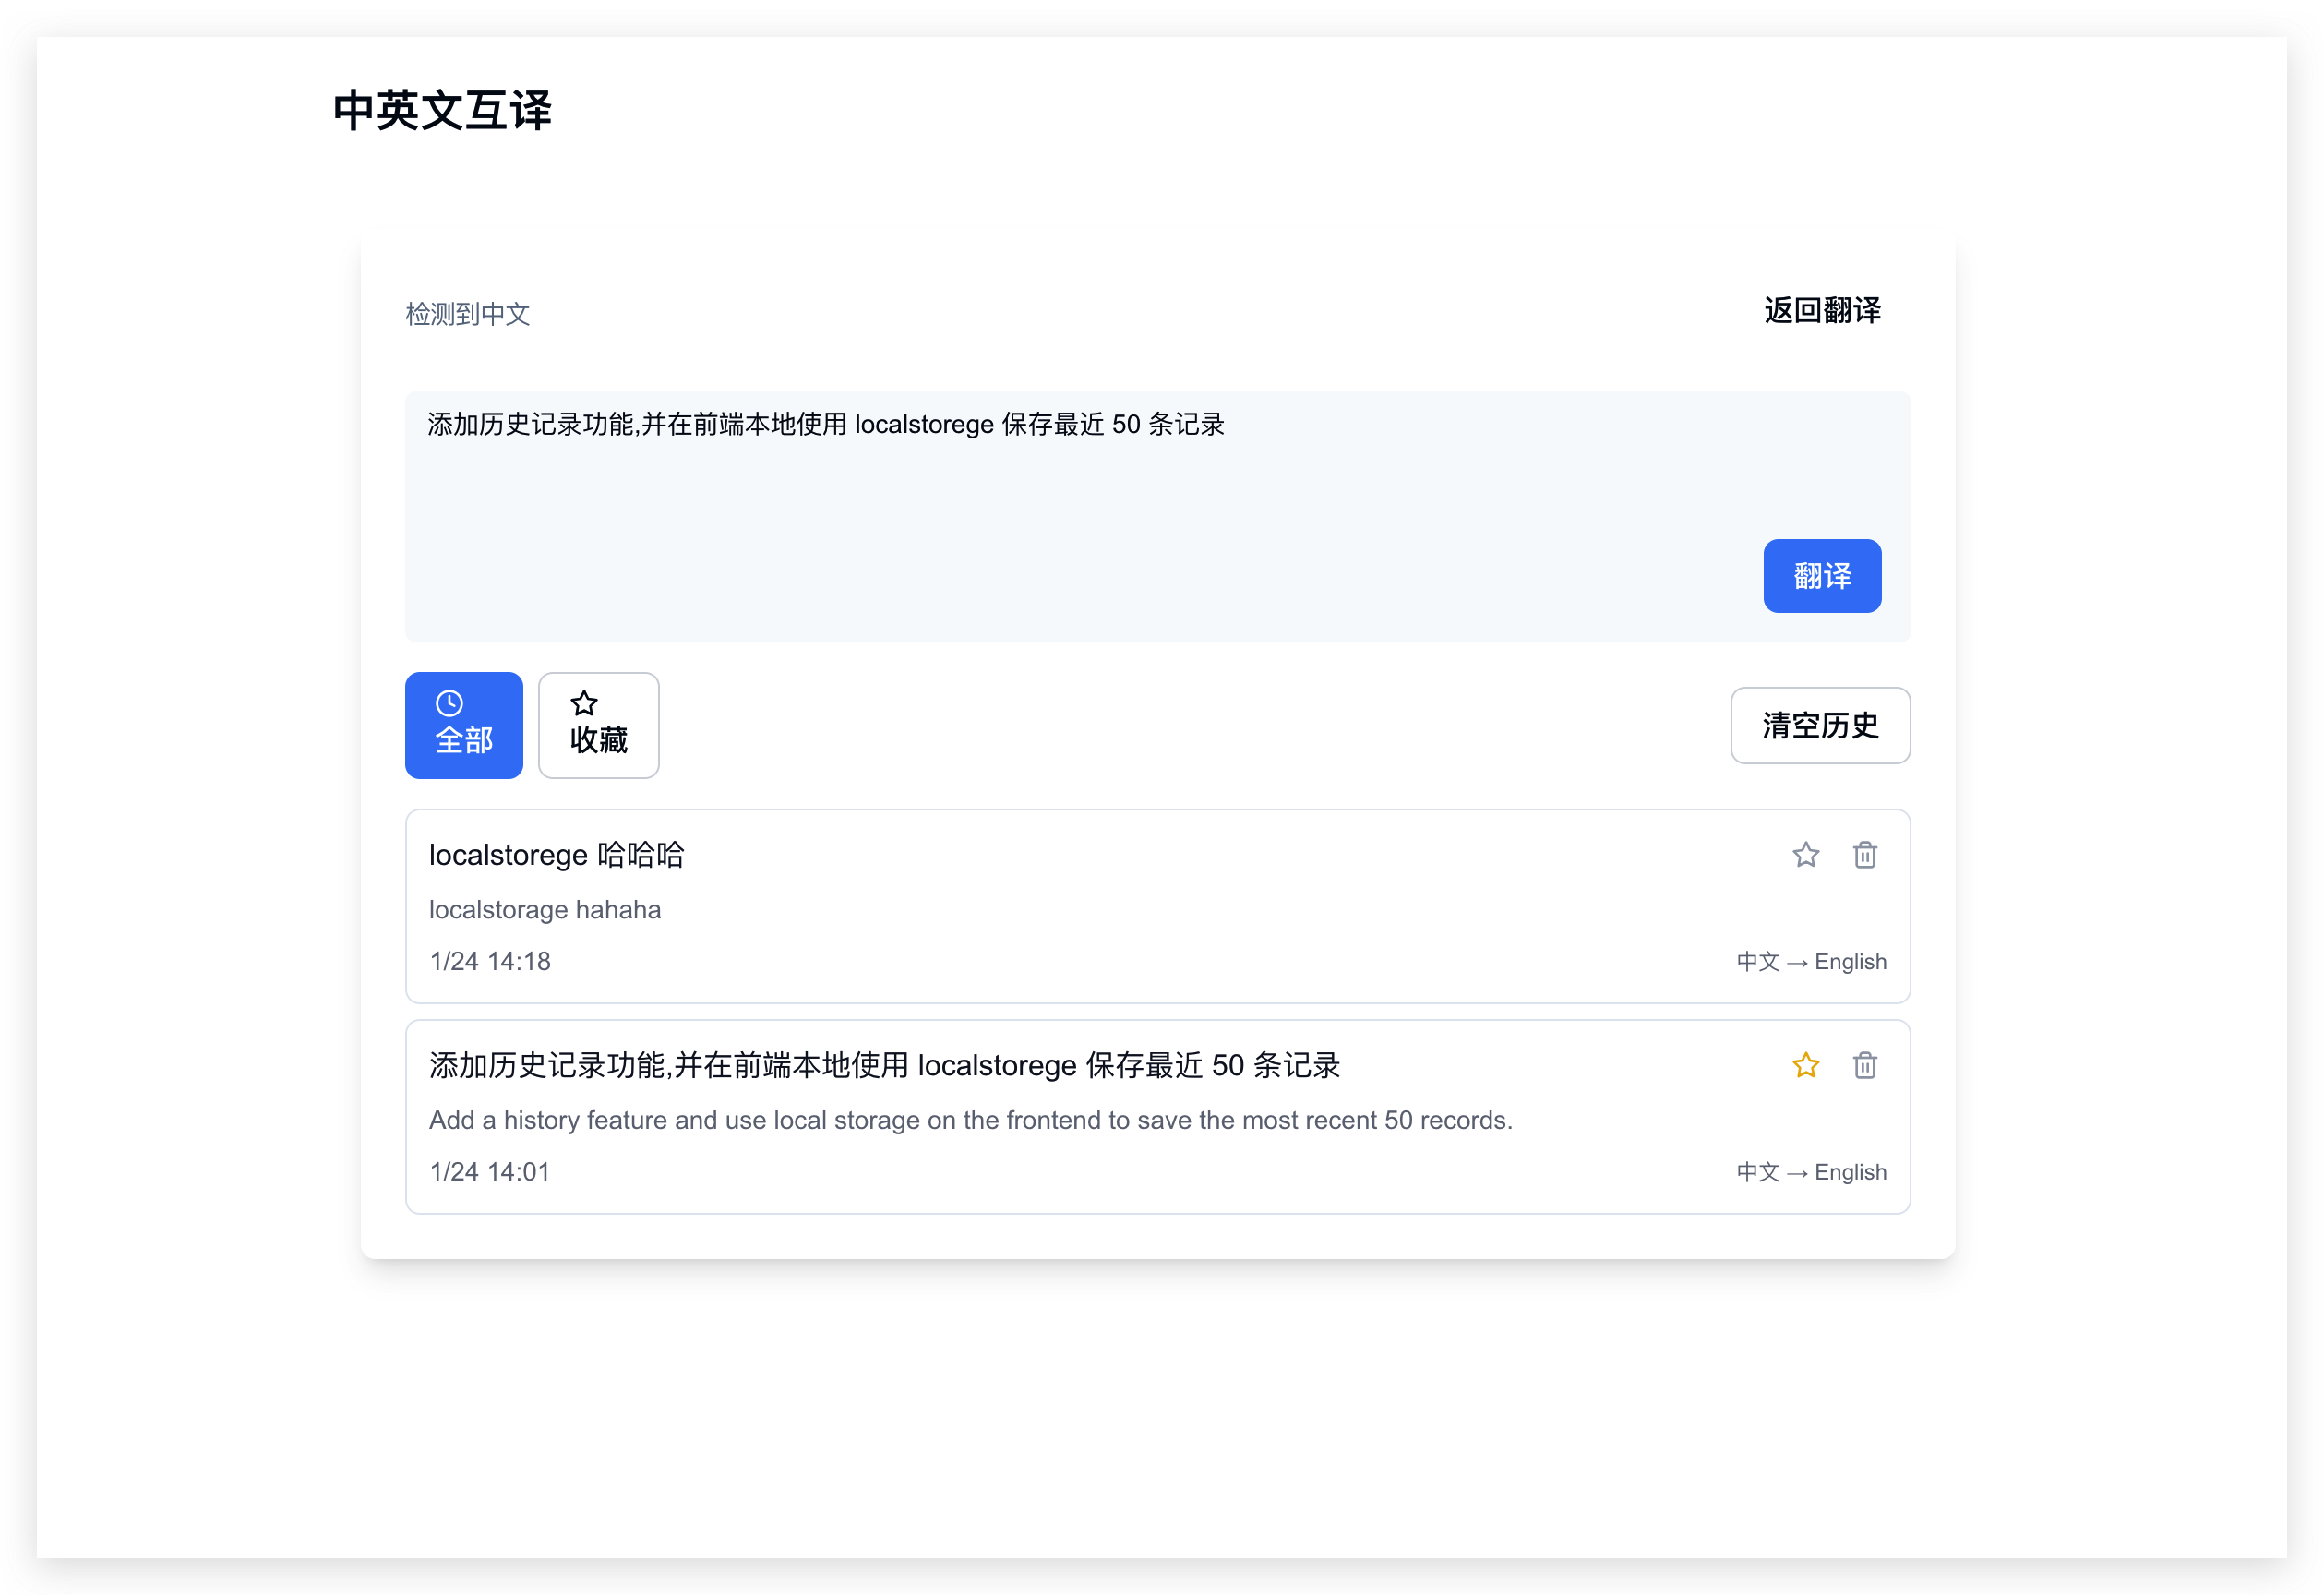 中英文互译
检测到中文
返回翻译
添加历史记录功能,并在前端本地使用 localstorege 保存最近 50 条记录
翻译
全部
收藏
清空历史
localstorege 哈哈哈
localstorage hahaha
1/24 14:18
中文 → English
添加历史记录功能,并在前端本地使用 localstorege 保存最近 50 条记录
Add a history feature and use local storage on the frontend to save the most recent 50 records.
1/24 14:01
中文 → English